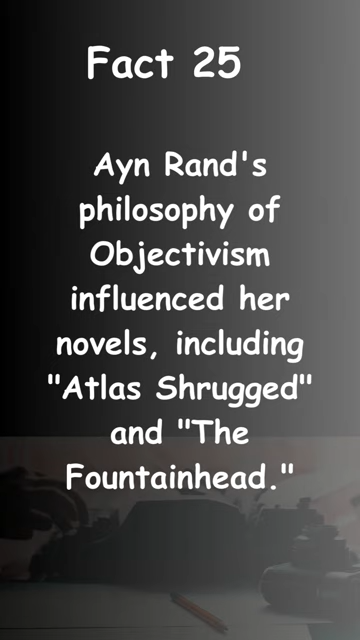 Fact 25
Ayn Rand's
philosophy of
Objectivism
influenced her
novels, including
"Atlas Shrugged"
and "The
Fountainhead."